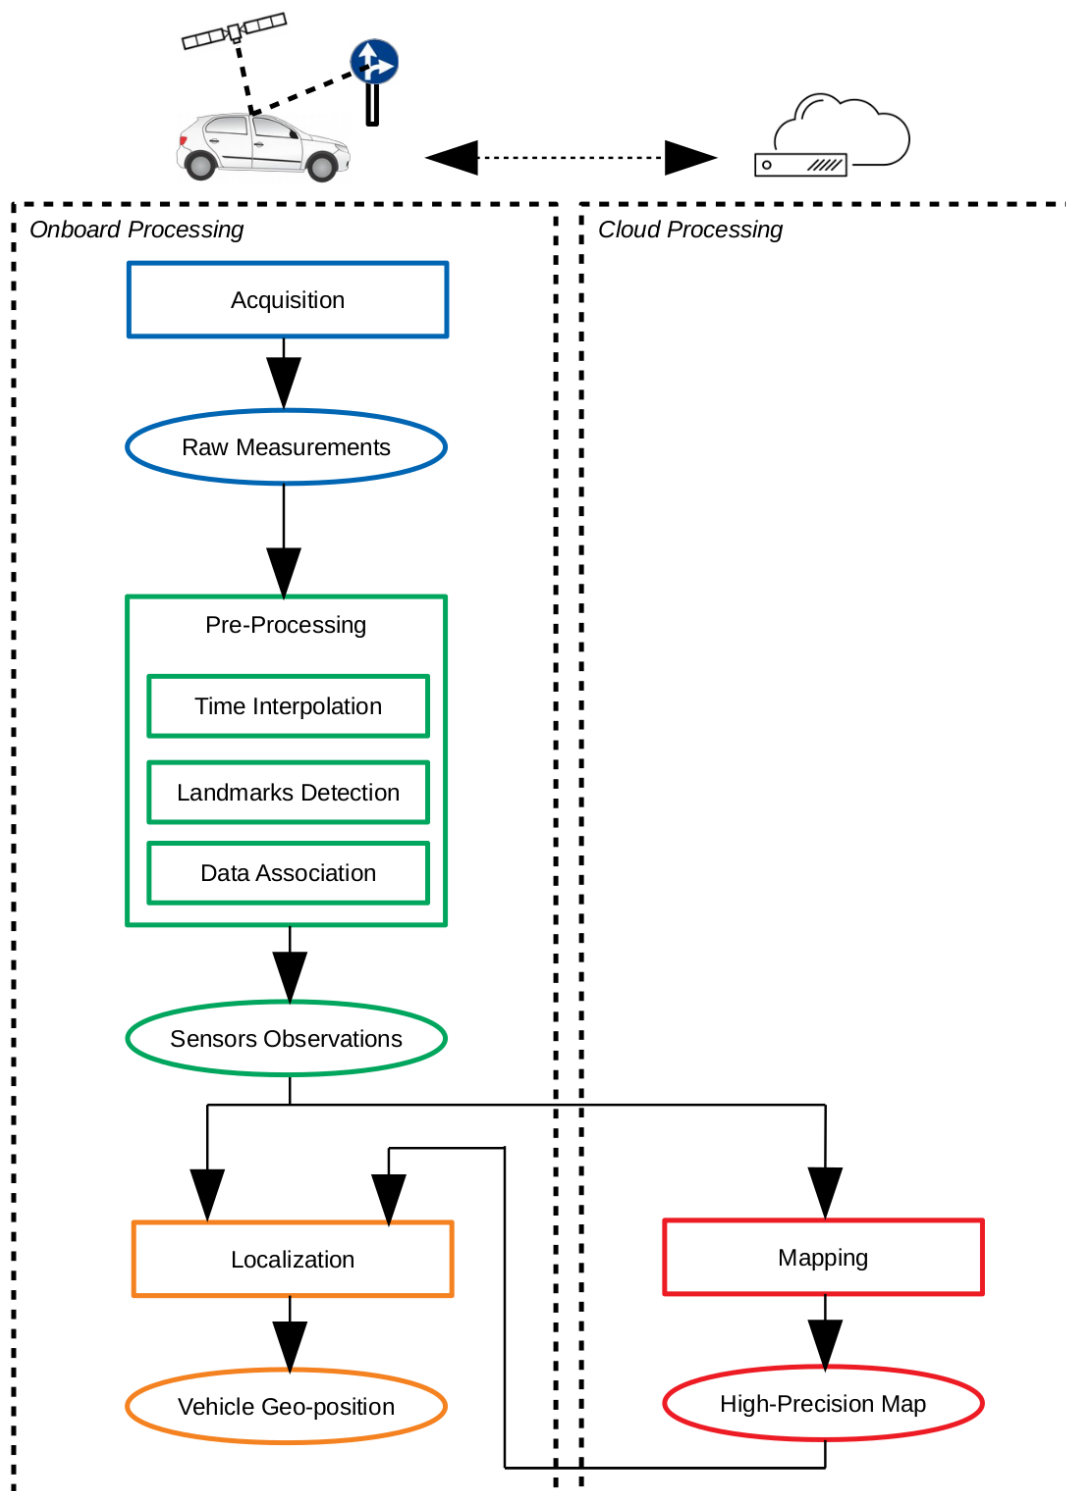 Onboard Processing
Cloud Processing
Acquisition
Raw Measurements
Pre-Processing
Time Interpolation
Landmarks Detection
Data Association
Sensors Observations
Localization
Mapping
Vehicle Geo-position
High-Precision Map